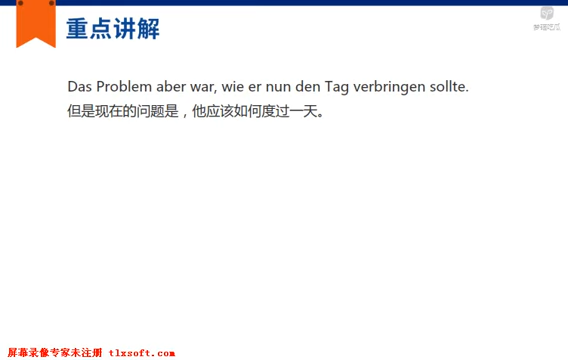 重点讲解
Das Problem aber war, wie er nun den Tag verbringen sollte.
但是现在的问题是，他应该如何度过一天。
屏幕录像专家未注册 tlxsoft.com